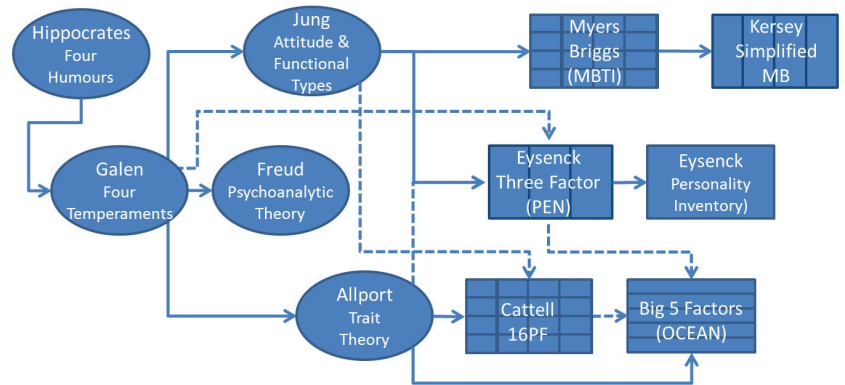 Hippocrates
Four
Humours
Jung
Attitude &
Functional
Types
Myers
Briggs
(MBTI)
Kersey
Simplified
MB
Galen
Four
Temperaments
Freud
Psychoanalytic
Theory
Eysenck
Three Factor
(PEN)
Eysenck
Personality
Inventory)
Allport
Trait
Theory
Cattell
16PF
Big 5 Factors
(OCEAN)